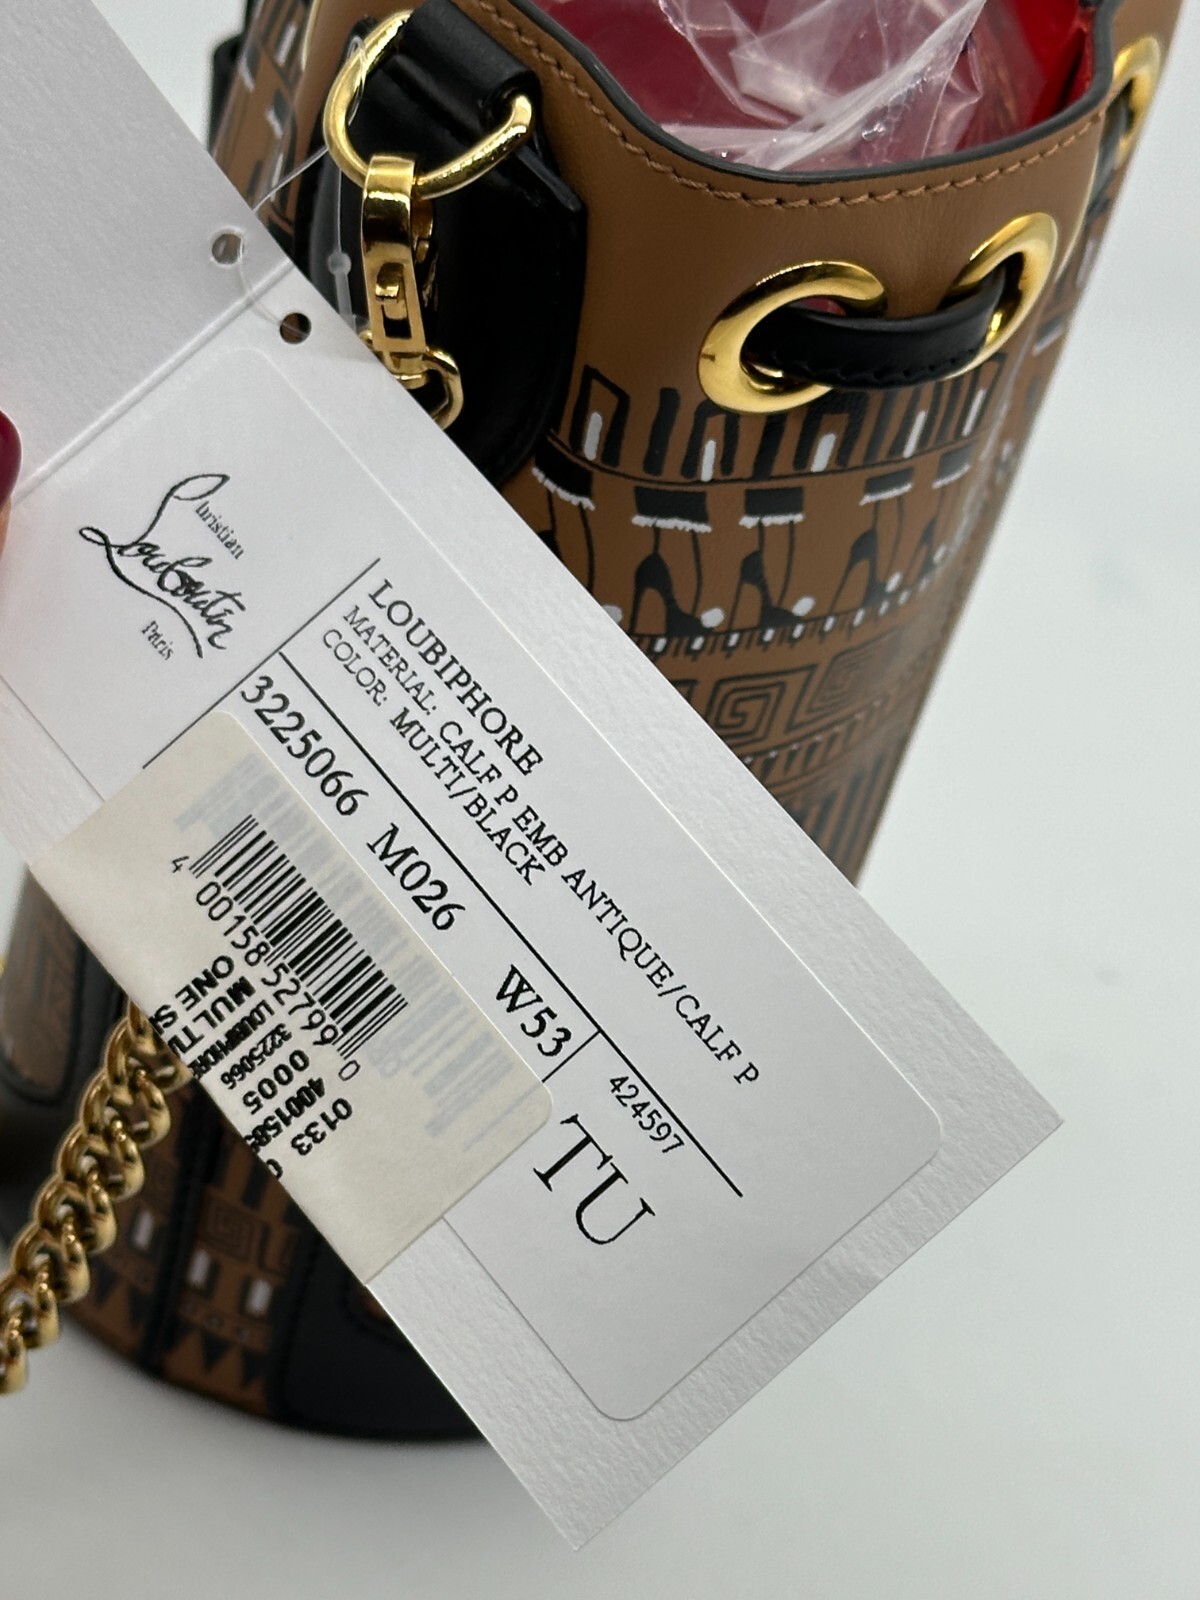 Christian
Louboutin
Paris
LOUBIPHORE
MATERIAL: CALF P EMB ANTIQUE/CALF P
COLOR: MULTI/BLACK
3225066 M026 W53
424597
TU
4 00158 52799 0
0133
4001585
0005
3225066
LOUBIPHORE
MULTI
ONE S